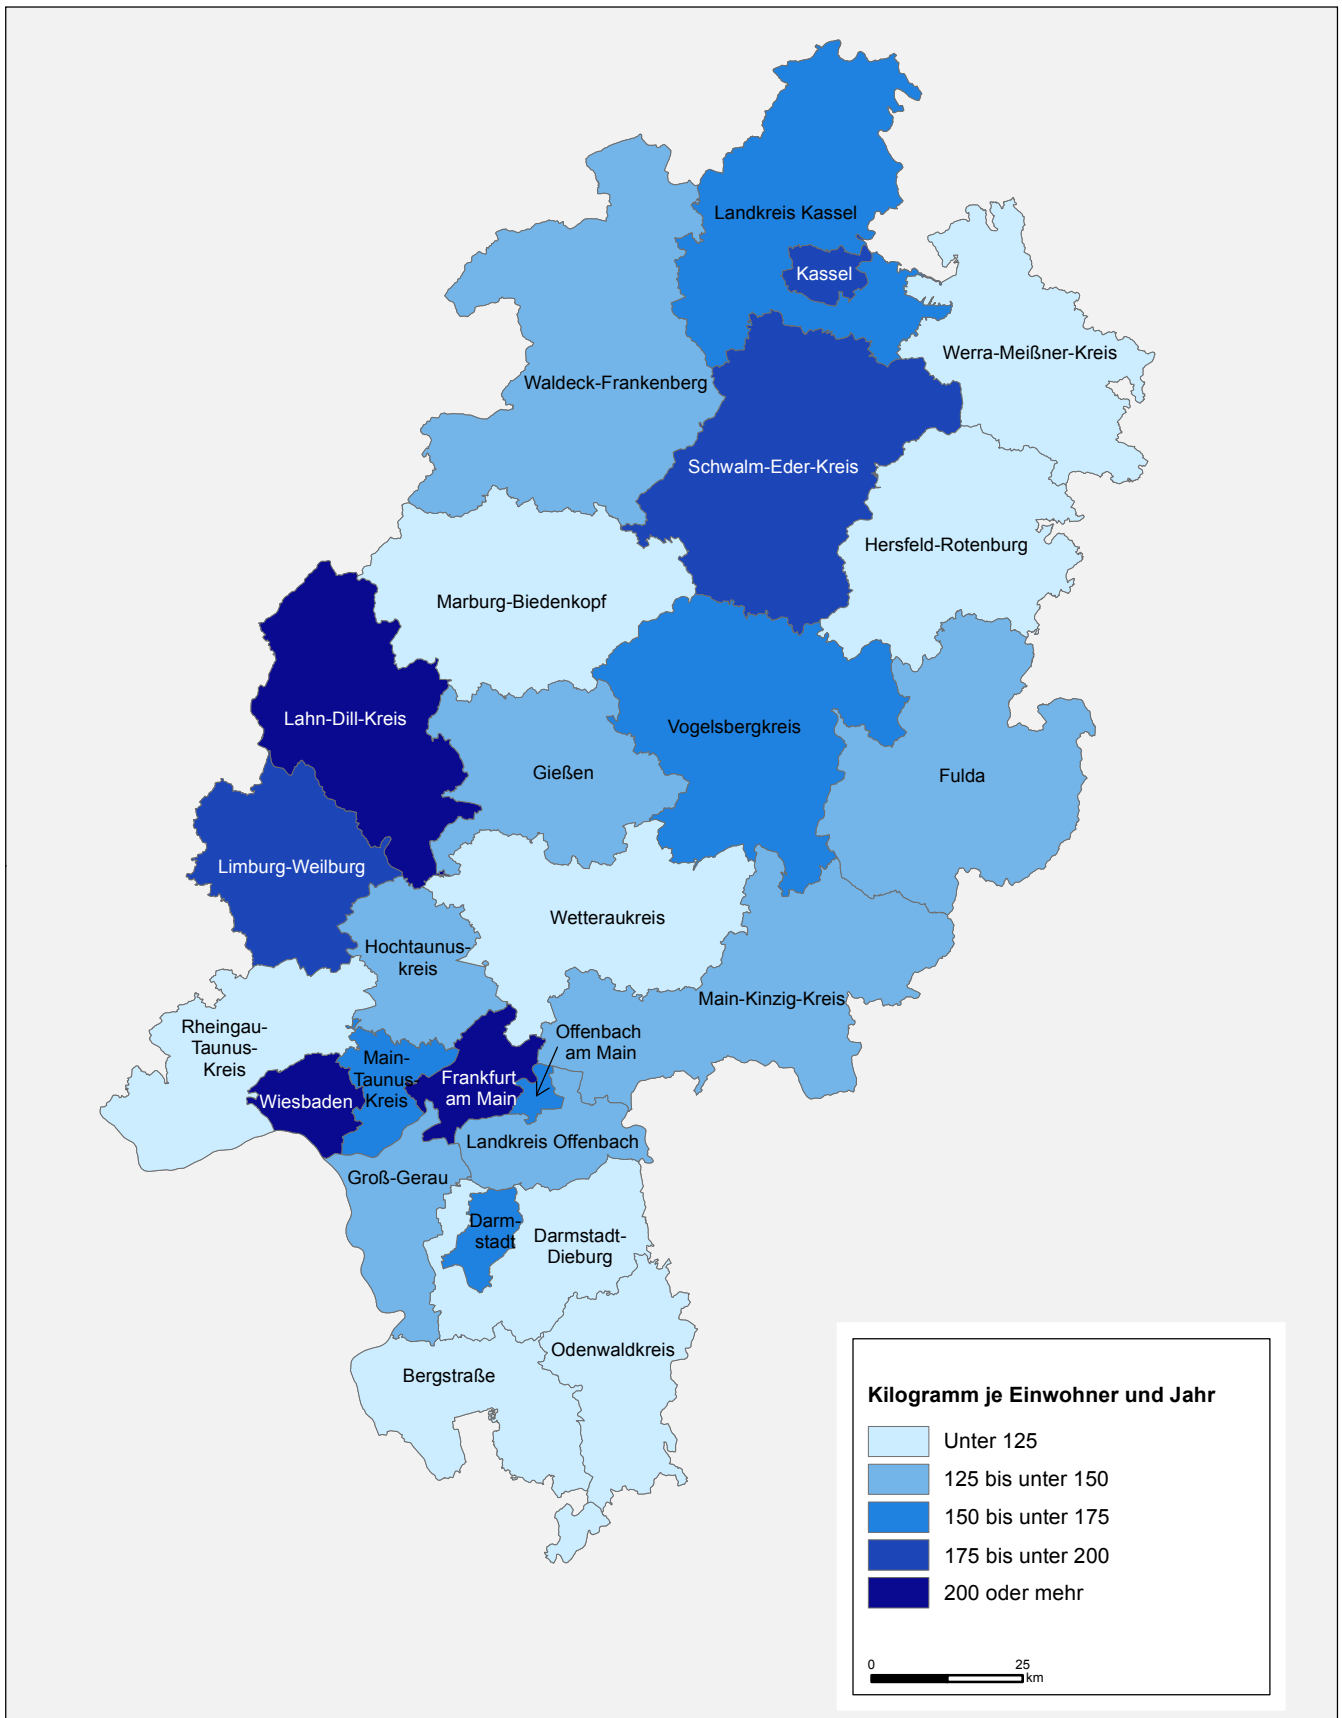 Landkreis Kassel
Kassel
Werra-Meißner-Kreis
Waldeck-Frankenberg
Schwalm-Eder-Kreis
Hersfeld-Rotenburg
Marburg-Biedenkopf
Lahn-Dill-Kreis
Vogelsbergkreis
Gießen
Fulda
Limburg-Weilburg
Wetteraukreis
Hochtaunus-
kreis
Main-Kinzig-Kreis
Rheingau-
Taunus-
Kreis
Offenbach
am Main
Main-
Taunus-
Kreis
Frankfurt
am Main
Wiesbaden
Landkreis Offenbach
Groß-Gerau
Darm-
stadt
Darmstadt-
Dieburg
Odenwaldkreis
Bergstraße
Kilogramm je Einwohner und Jahr
Unter 125
125 bis unter 150
150 bis unter 175
175 bis unter 200
200 oder mehr
0 25
km